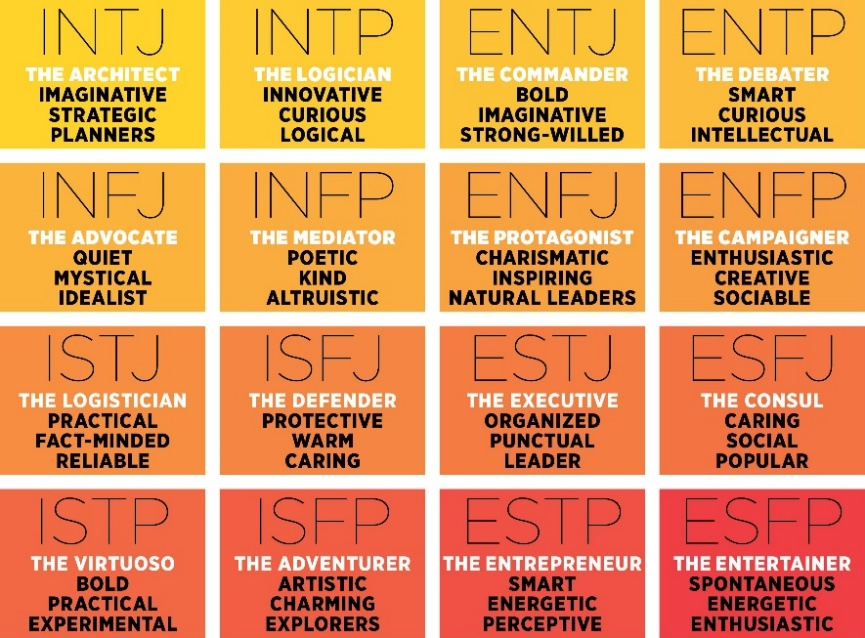 INTJ
THE ARCHITECT
IMAGINATIVE
STRATEGIC
PLANNERS
INTP
THE LOGICIAN
INNOVATIVE
CURIOUS
LOGICAL
ENTJ
THE COMMANDER
BOLD
IMAGINATIVE
STRONG-WILLED
ENTP
THE DEBATER
SMART
CURIOUS
INTELLECTUAL
INFJ
THE ADVOCATE
QUIET
MYSTICAL
IDEALIST
INFP
THE MEDIATOR
POETIC
KIND
ALTRUISTIC
ENFJ
THE PROTAGONIST
CHARISMATIC
INSPIRING
NATURAL LEADERS
ENFP
THE CAMPAIGNER
ENTHUSIASTIC
CREATIVE
SOCIABLE
ISTJ
THE LOGISTICIAN
PRACTICAL
FACT-MINDED
RELIABLE
ISFJ
THE DEFENDER
PROTECTIVE
WARM
CARING
ESTJ
THE EXECUTIVE
ORGANIZED
PUNCTUAL
LEADER
ESFJ
THE CONSUL
CARING
SOCIAL
POPULAR
ISTP
THE VIRTUOSO
BOLD
PRACTICAL
EXPERIMENTAL
ISFP
THE ADVENTURER
ARTISTIC
CHARMING
EXPLORERS
ESTP
THE ENTREPRENEUR
SMART
ENERGETIC
PERCEPTIVE
ESFP
THE ENTERTAINER
SPONTANEOUS
ENERGETIC
ENTHUSIASTIC